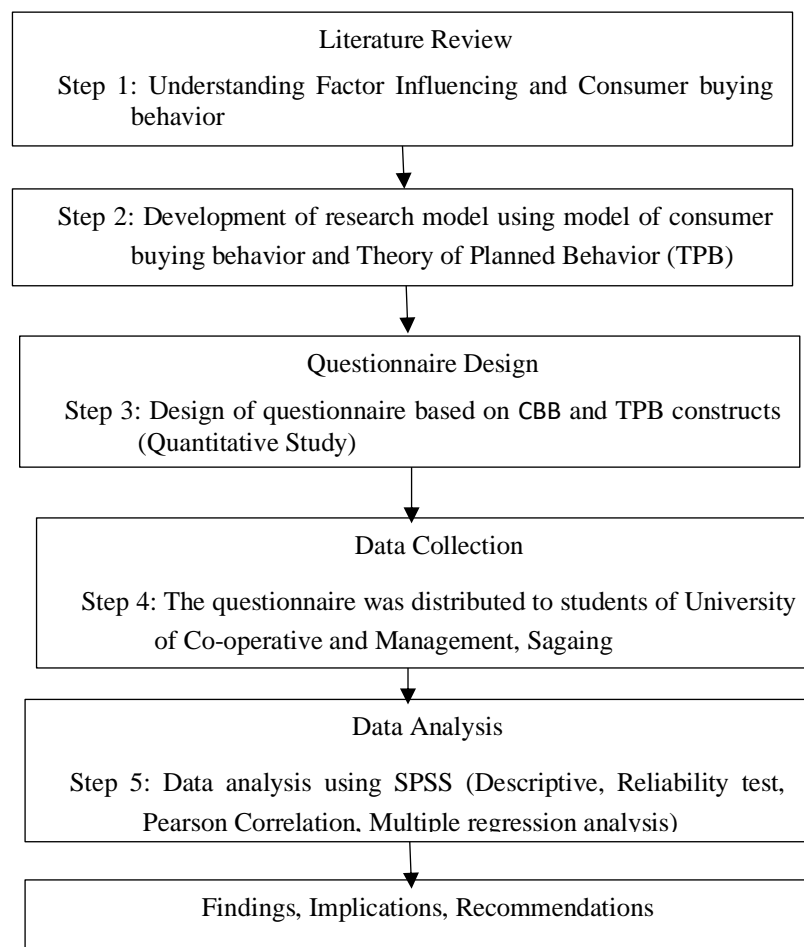 Literature Review
Step 1: Understanding Factor Influencing and Consumer buying
behavior
Step 2: Development of research model using model of consumer
buying behavior and Theory of Planned Behavior (TPB)
Questionnaire Design
Step 3: Design of questionnaire based on CBB and TPB constructs
(Quantitative Study)
Data Collection
Step 4: The questionnaire was distributed to students of University
of Co-operative and Management, Sagaing
Data Analysis
Step 5: Data analysis using SPSS (Descriptive, Reliability test,
Pearson Correlation, Multiple regression analysis)
Findings, Implications, Recommendations